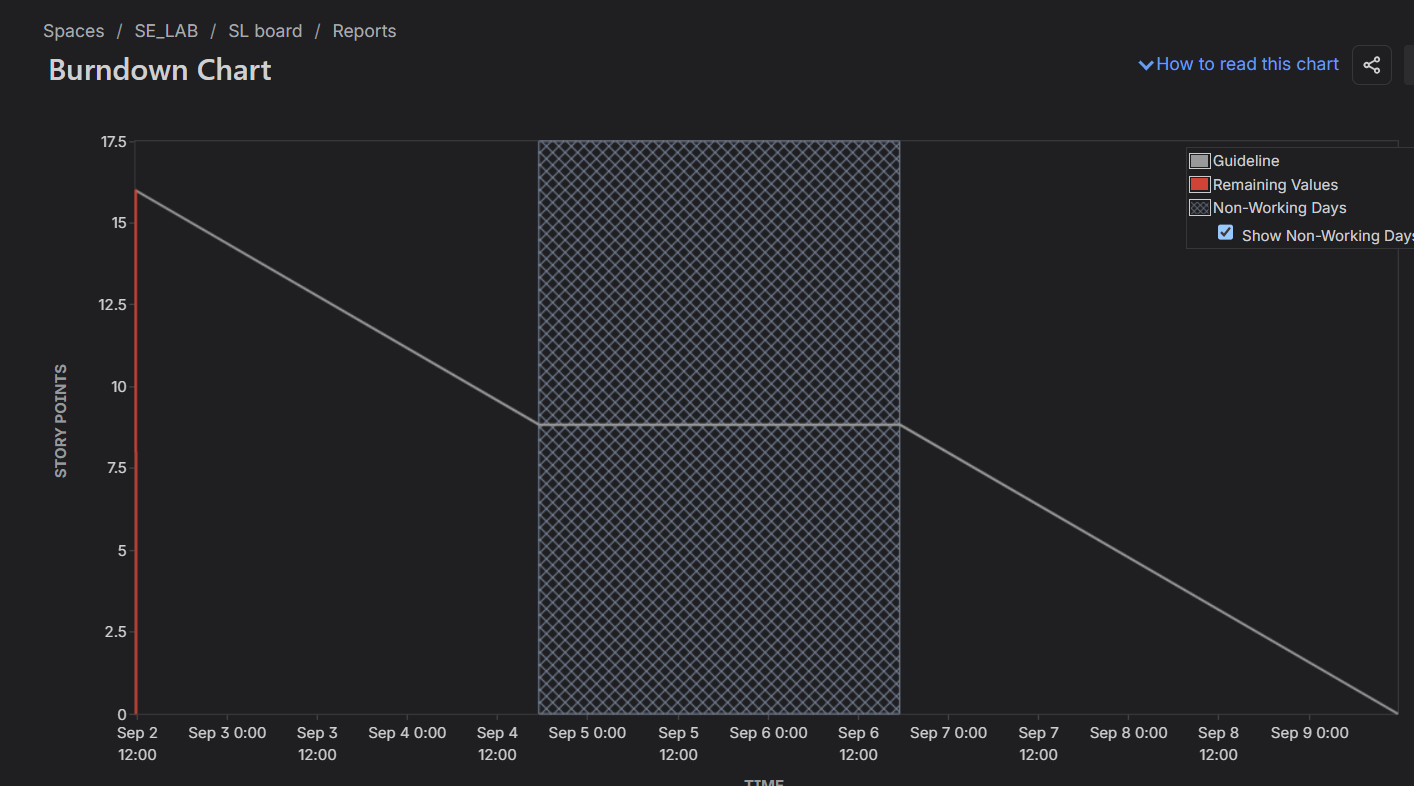 Spaces / SE_LAB / SL board / Reports
Burndown Chart
How to read this chart
17.5
15
12.5
10
7.5
5
2.5
0
STORY POINTS
Guideline
Remaining Values
Non-Working Days
Show Non-Working Days
Sep 2 12:00
Sep 3 0:00
Sep 3 12:00
Sep 4 0:00
Sep 4 12:00
Sep 5 0:00
Sep 5 12:00
Sep 6 0:00
Sep 6 12:00
Sep 7 0:00
Sep 7 12:00
Sep 8 0:00
Sep 8 12:00
Sep 9 0:00
TIME